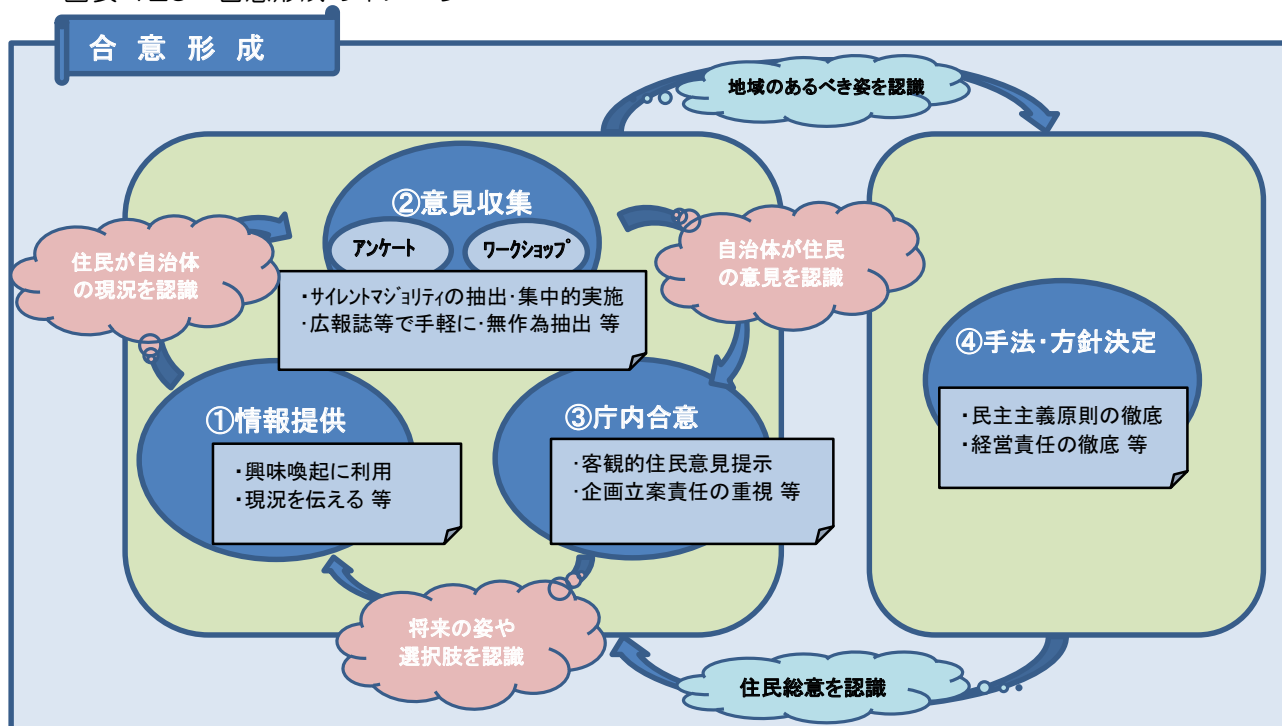 合意形成
地域のあるべき姿を認識
②意見収集
アンケート
ワークショップ
住民が自治体
の現況を認識
自治体が住民
の意見を認識
・サイレントマジョリティの抽出・集中的実施
・広報誌等で手軽に・無作為抽出 等
④手法・方針決定
・民主主義原則の徹底
・経営責任の徹底 等
①情報提供
・興味喚起に利用
・現況を伝える 等
③庁内合意
・客観的住民意見提示
・企画立案責任の重視 等
将来の姿や
選択肢を認識
住民総意を認識